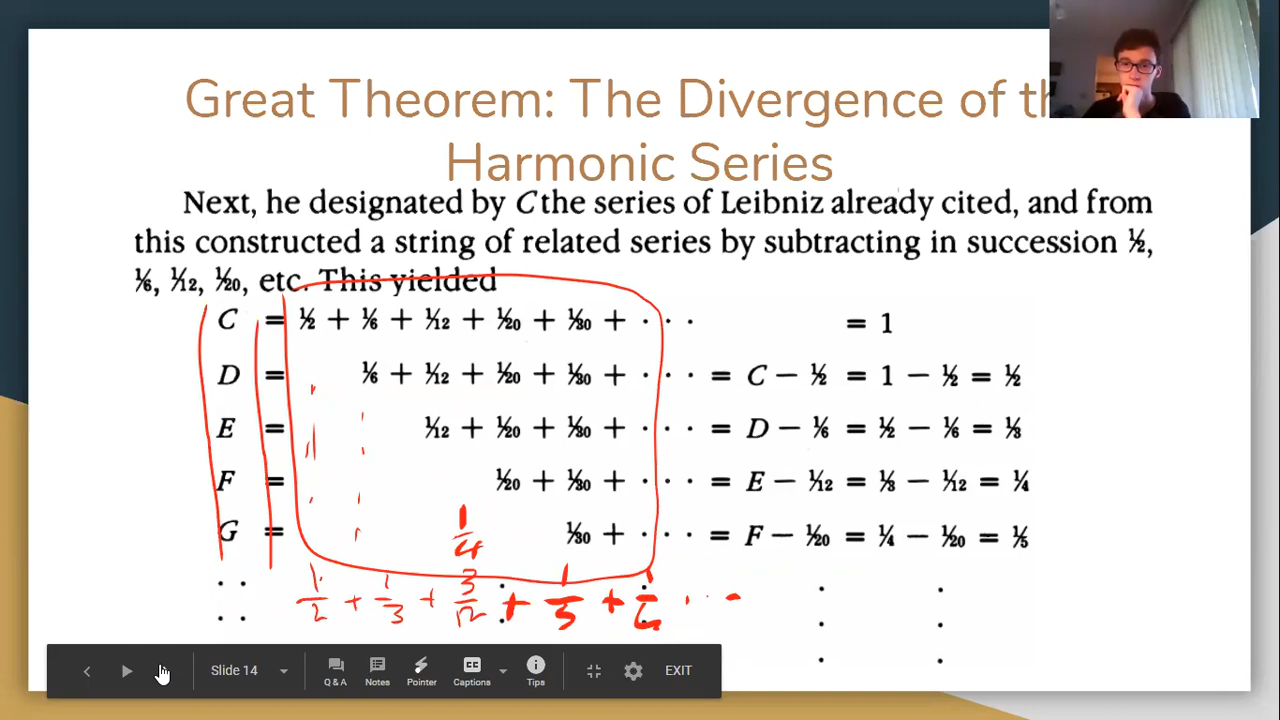 Great Theorem: The Divergence of th
Harmonic Series
Next, he designated by C the series of Leibniz already cited, and from
this constructed a string of related series by subtracting in succession ½,
⅙, 1/12, 1/20, etc. This yielded
C = ½ + ⅙ + 1/12 + 1/20 + 1/30 + · · · = 1
D = ⅙ + 1/12 + 1/20 + 1/30 + · · · = C − ½ = 1 − ½ = ½
E = 1/12 + 1/20 + 1/30 + · · · = D − ⅙ = ½ − ⅙ = ⅓
F = 1/20 + 1/30 + · · · = E − 1/12 = ⅓ − 1/12 = ¼
G = 1/30 + · · · = F − 1/20 = ¼ − 1/20 = ⅕
1/4
1/2 + 1/3 + 3/12 + 1/5 + 1/6 · · ·
Slide 14
Q & A Notes Pointer Captions Tips EXIT